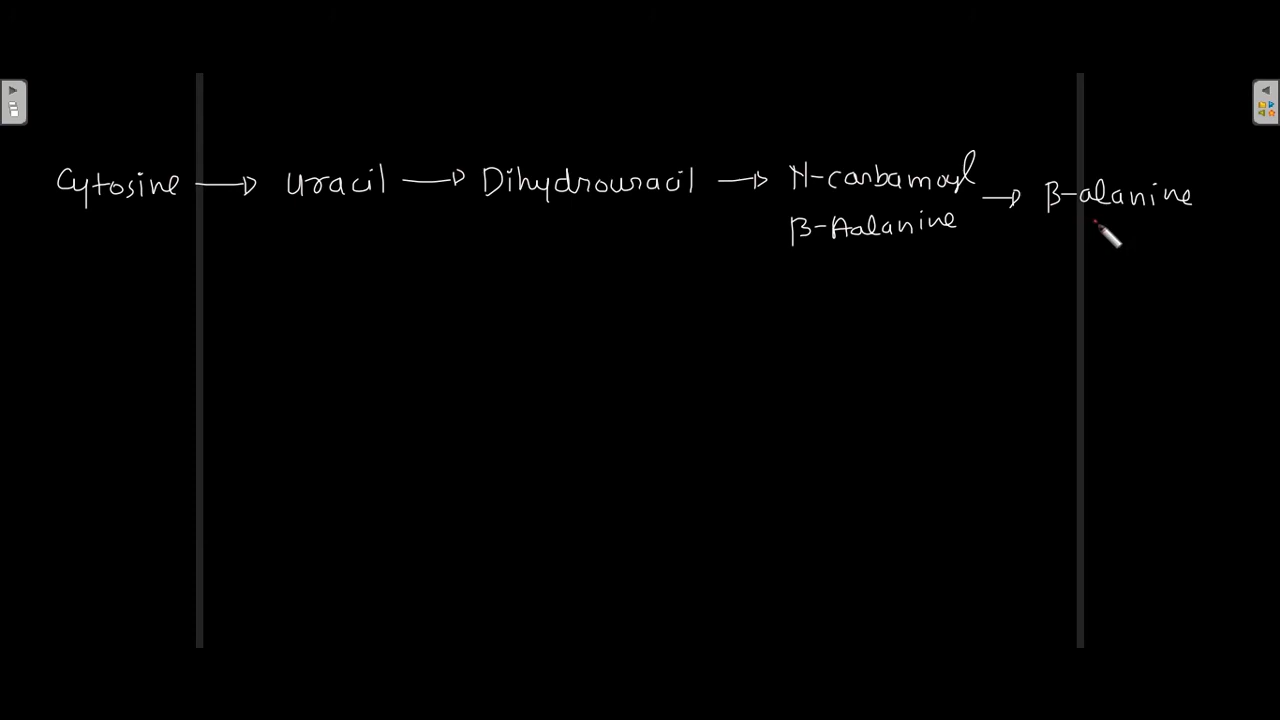 Cytosine → Uracil → Dihydrouracil → N-carbamoyl → β-alanine
β-Aalanine